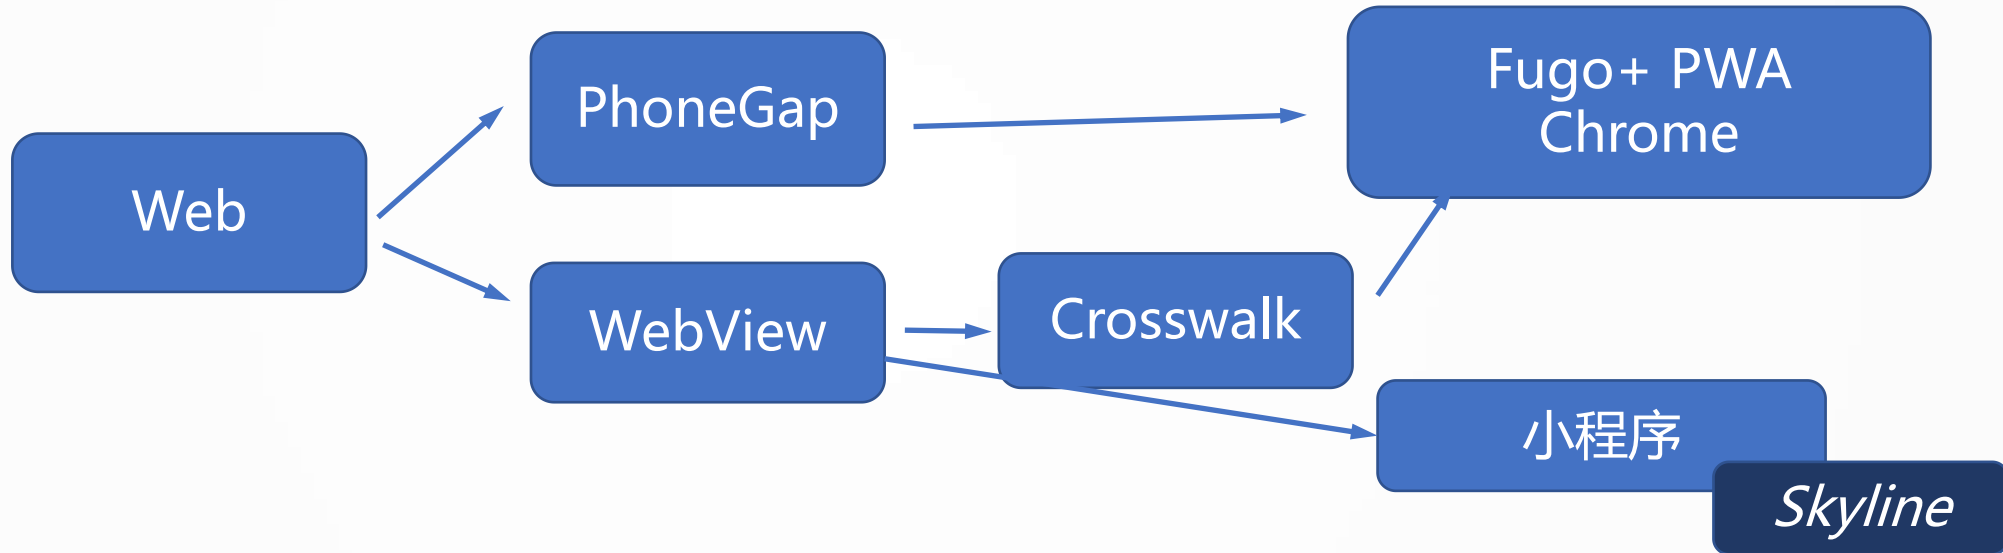 Web
PhoneGap
WebView
Crosswalk
Fugo+ PWA
Chrome
小程序
Skyline